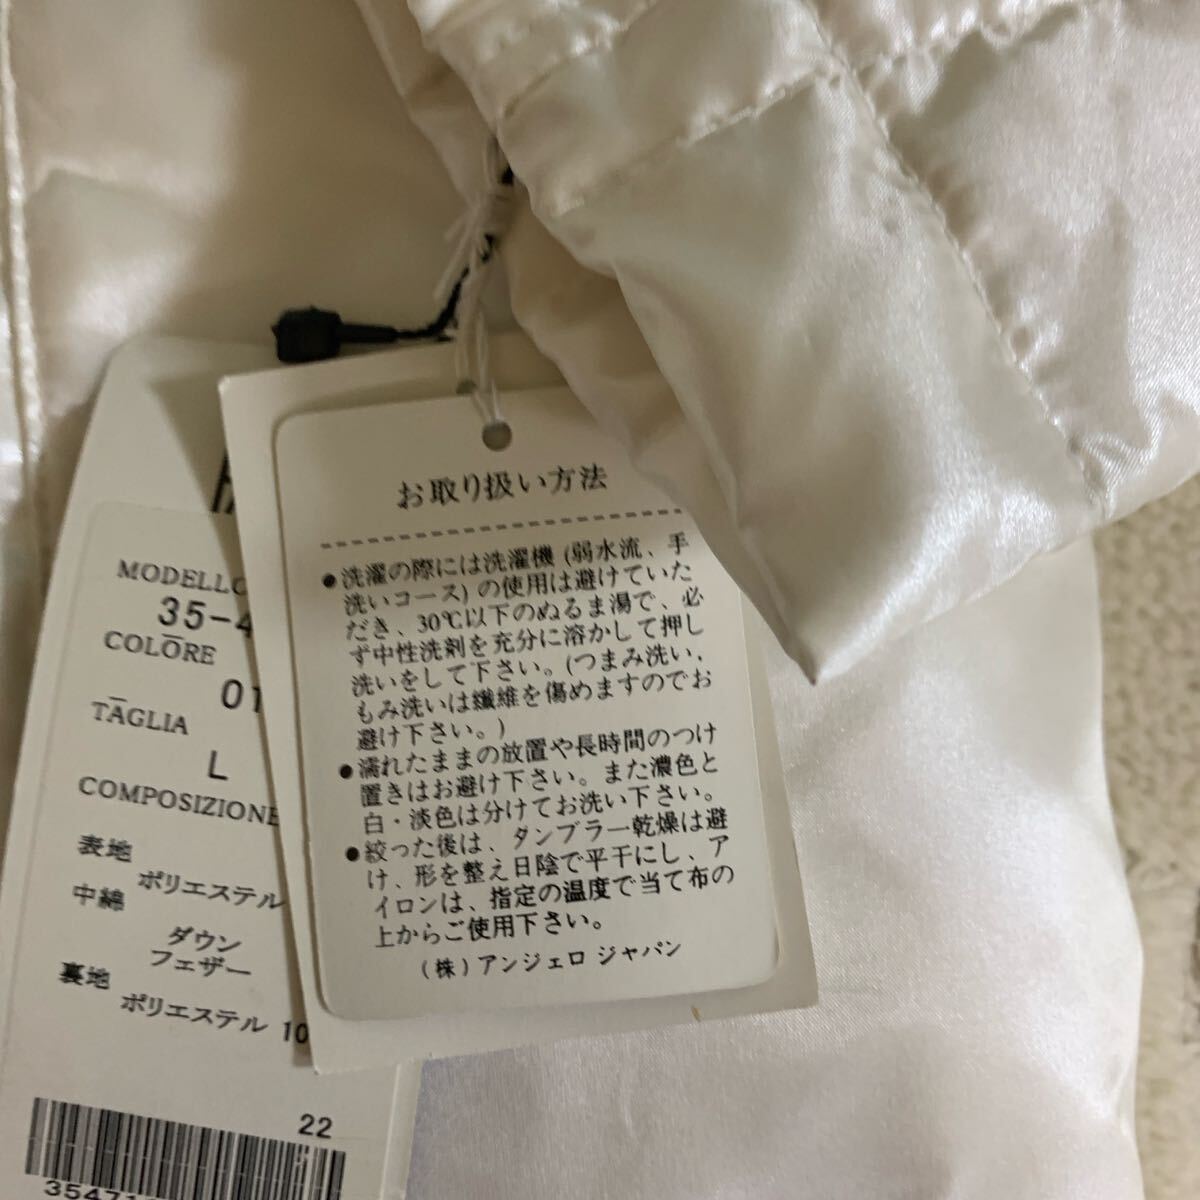 お取り扱い方法
●洗濯の際には洗濯機(弱水流、手
洗いコース)の使用は避けていた
だき、30℃以下のぬるま湯で、必
ず中性洗剤を充分に溶かして押し
洗いをして下さい。(つまみ洗い、
もみ洗いは繊維を傷めますのでお
避け下さい。)
●濡れたままの放置や長時間のつけ
置きはお避け下さい。また濃色と
白・淡色は分けてお洗い下さい。
●絞った後は、タンブラー乾燥は避
け、形を整え日陰で平干にし、ア
イロンは、指定の温度で当て布の
上からご使用下さい。
(株)アンジェロ ジャパン
MODELLO
35-4
COLORE
01
TAGLIA
L
COMPOSIZIONE
表地
ポリエステル
中綿
ダウン
フェザー
裏地
ポリエステル 10
22
35471